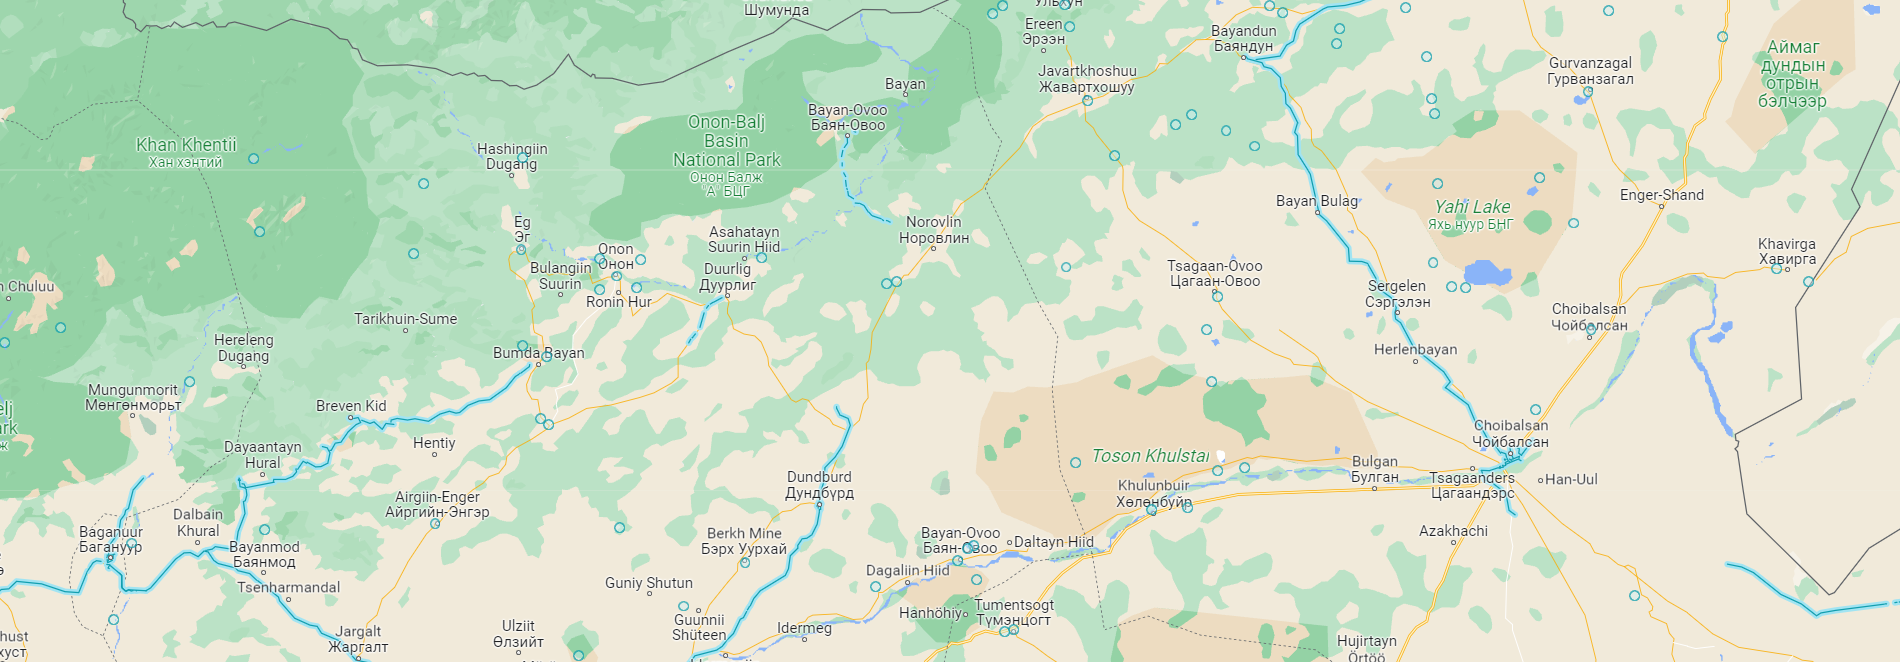 Шумунда
Ereen
Эрээн
Bayandun
Баяндун
Javartkhoshuu
Жавартхошуу
Gurvanzagal
Гурванзагал
Аймаг
дундын
отрын
бэлчээр
Bayan
Bayan-Ovoo
Баян-Овоо
Onon-Balj
Basin
National Park
Онон Балж
"А" БЦГ
Khan Khentii
Хан хэнтий
Hashingiin
Dugang
Bayan Bulag
Enger-Shand
Yahi Lake
Яхь нуур БНГ
Norovlin
Норовлин
Eg
Эг
Asahatayn
Suurin Hiid
Onon
Онон
Bulangiin
Suurin
Duurlig
Дуурлиг
Ronin Hur
Khavirga
Хавирга
Tsagaan-Ovoo
Цагаан-Овоо
Sergelen
Сэргэлэн
Choibalsan
Чойбалсан
Chuluu
Tarikhuin-Sume
Hereleng
Dugang
Bumda Bayan
Herlenbayan
Mungunmorit
Мөнгөнморьт
Breven Kid
Hentiy
Dayaantayn
Hural
Choibalsan
Чойбалсан
Toson Khulstai
Bulgan
Булган
Tsagaanders
Цагаандэрс
Han-Uul
Dundburd
Дундбүрд
Khulunbuir
Хөлөнбуйр
Airgiin-Enger
Айргийн-Энгэр
Dalbain
Khural
Baganuur
Багануур
Bayanmod
Баянмод
Berkh Mine
Бэрх Уурхай
Bayan-Ovoo
Баян-Овоо
Daltayn Hiid
Azakhachi
Dagaliin Hiid
Guniy Shutun
Tsenharmandal
Hanhöhiy
Tumentsogt
Түмэнцогт
Guunnii
Shüteen
Idermeg
Ulziit
Өлзийт
Jargalt
Жаргалт
Hujirtayn
Örtöö